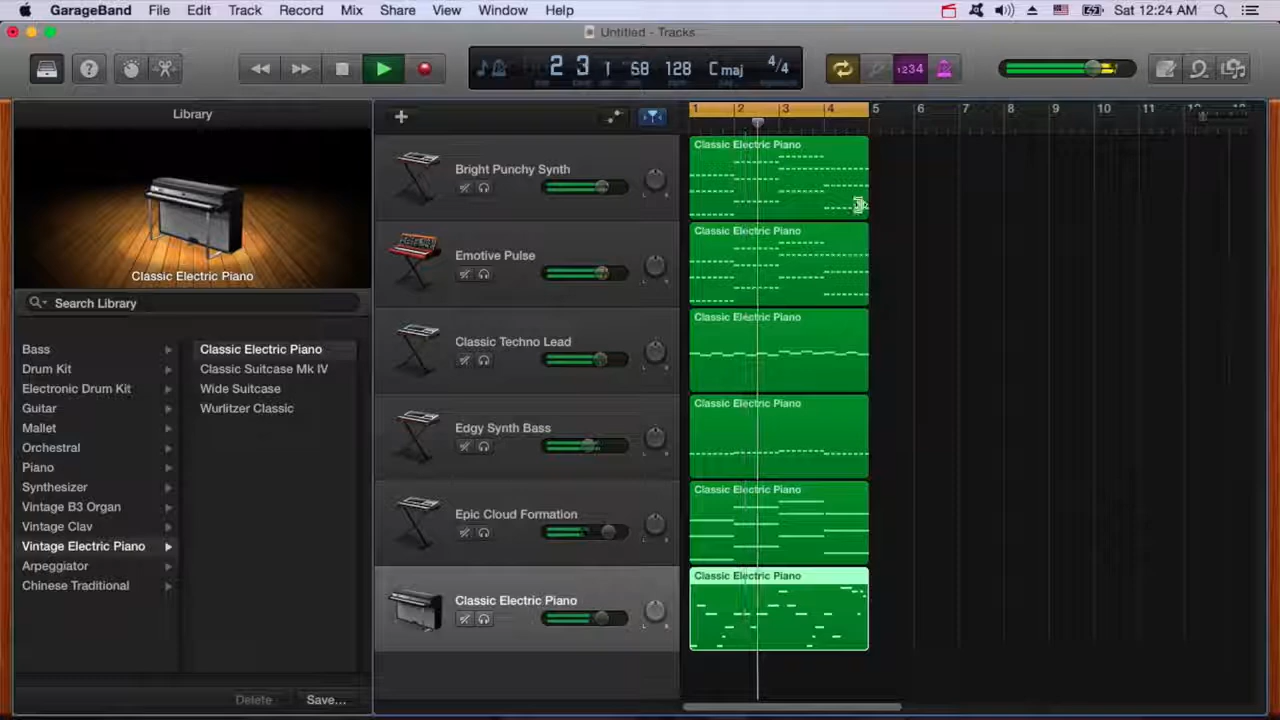 GarageBand File Edit Track Record Mix Share View Window Help Sat 12:24 AM
Untitled - Tracks
2 3 1 58 128 C maj 4/4
1234
Library
1 2 3 4 5 6 7 8 9 10 11
Classic Electric Piano
Search Library
Bass
Drum Kit
Electronic Drum Kit
Guitar
Mallet
Orchestral
Piano
Synthesizer
Vintage B3 Organ
Vintage Clav
Vintage Electric Piano
Arpeggiator
Chinese Traditional
Classic Electric Piano
Classic Suitcase Mk IV
Wide Suitcase
Wurlitzer Classic
Delete Save...
Bright Punchy Synth
L R
Emotive Pulse
L R
Classic Techno Lead
L R
Edgy Synth Bass
L R
Epic Cloud Formation
L R
Classic Electric Piano
L R
Classic Electric Piano
Classic Electric Piano
Classic Electric Piano
Classic Electric Piano
Classic Electric Piano
Classic Electric Piano